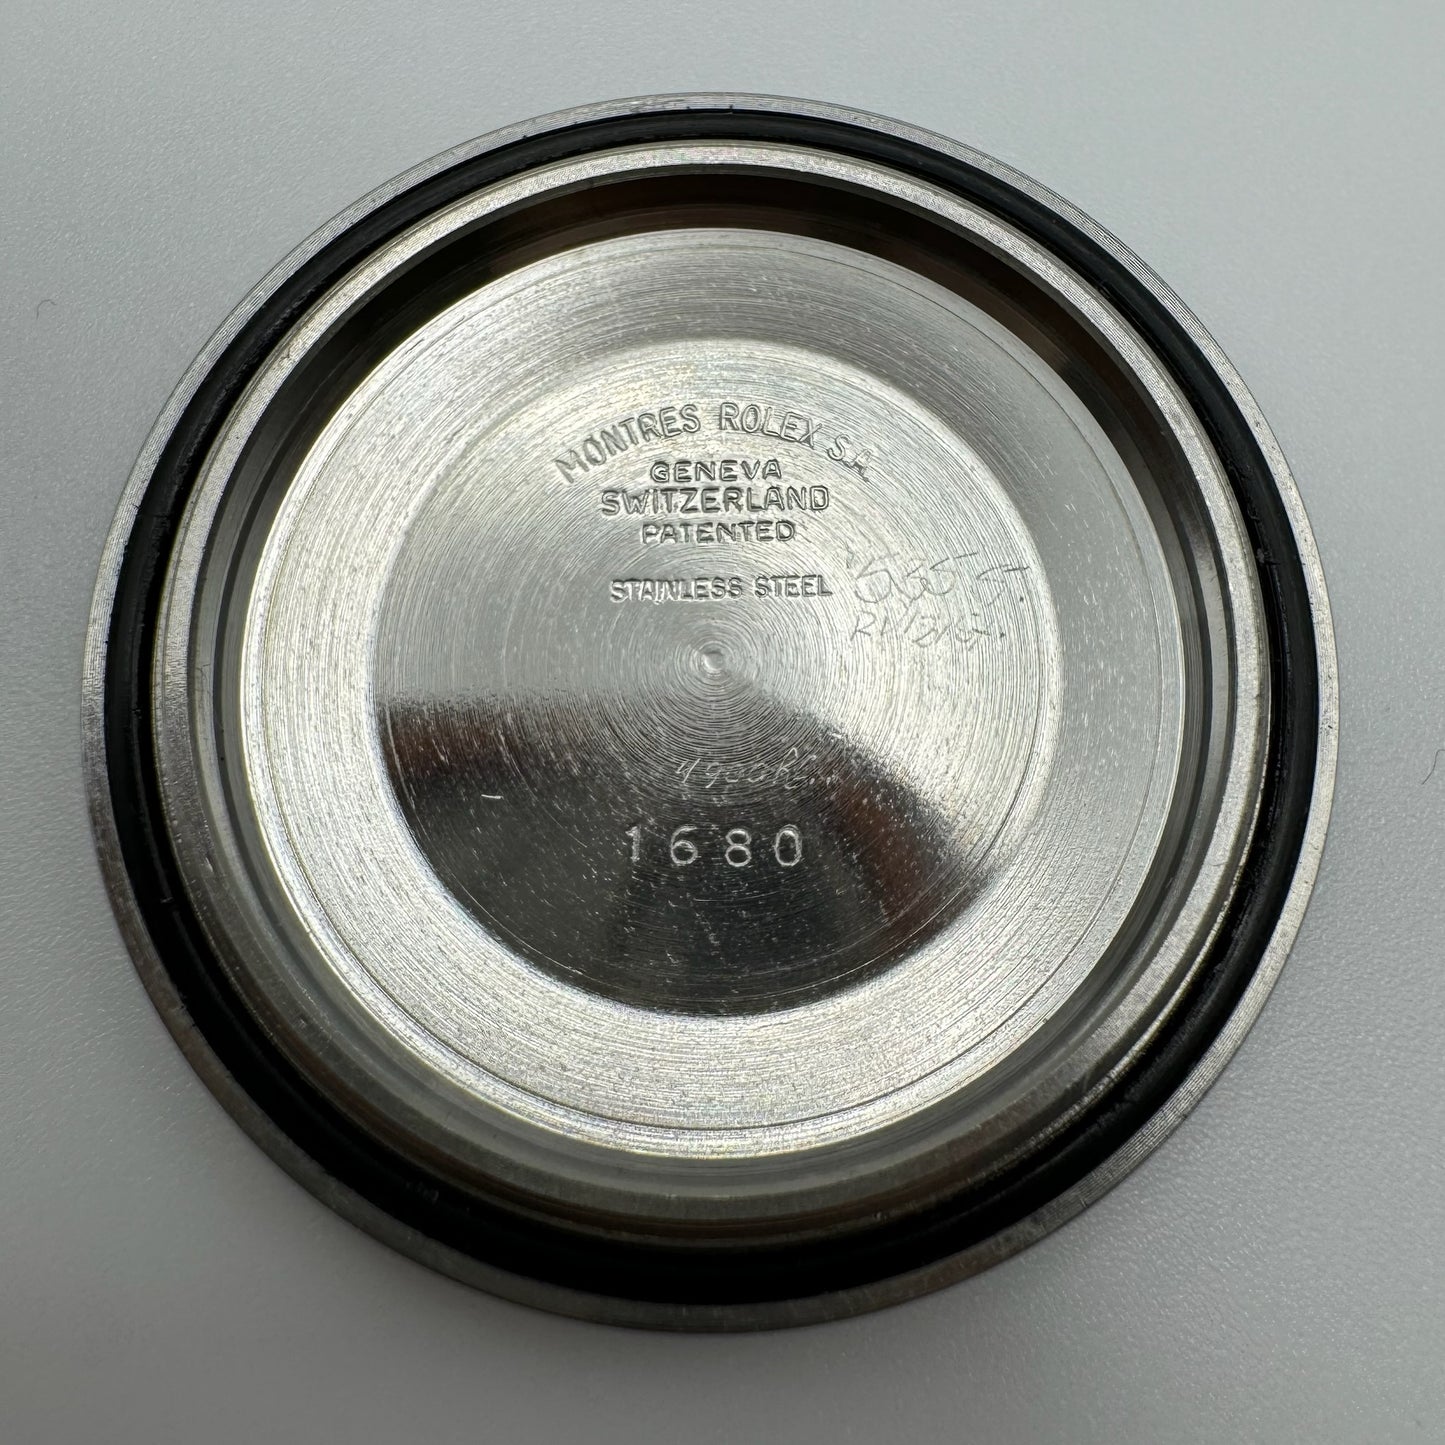 MONTRES ROLEX S.A.
GENEVA
SWITZERLAND
PATENTED
STAINLESS STEEL
1680